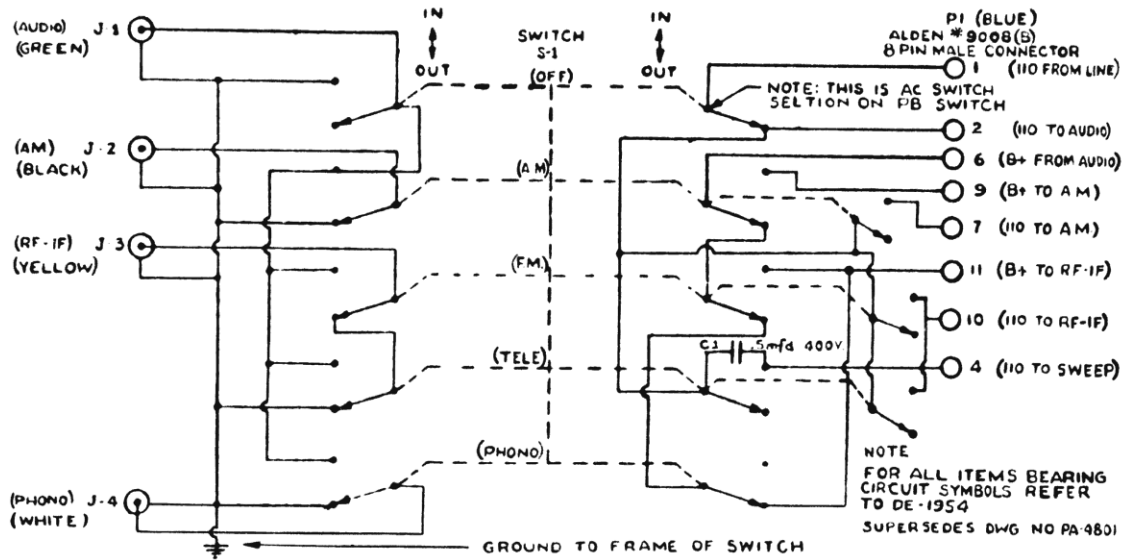 (AUDIO) J-1
(GREEN)
IN
OUT
SWITCH
S-1
(OFF)
IN
OUT
P1 (BLUE)
ALDEN *9008(B)
8 PIN MALE CONNECTOR
1 (110 FROM LINE)
NOTE: THIS IS AC SWITCH
SELTION ON PB SWITCH
2 (110 TO AUDIO)
(AM) J-2
(BLACK)
(AM)
6 (B+ FROM AUDIO)
9 (B+ TO AM)
7 (110 TO AM)
(RF-IF) J-3
(YELLOW)
(F.M.)
11 (B+ TO RF-IF)
10 (110 TO RF-IF)
C1 .5mfd 400V
(TELE)
4 (110 TO SWEEP)
(PHONO)
(PHONO) J-4
(WHITE)
NOTE
FOR ALL ITEMS BEARING
CIRCUIT SYMBOLS REFER
TO DE-1954
SUPERSEDES DWG NO PA-4801
GROUND TO FRAME OF SWITCH